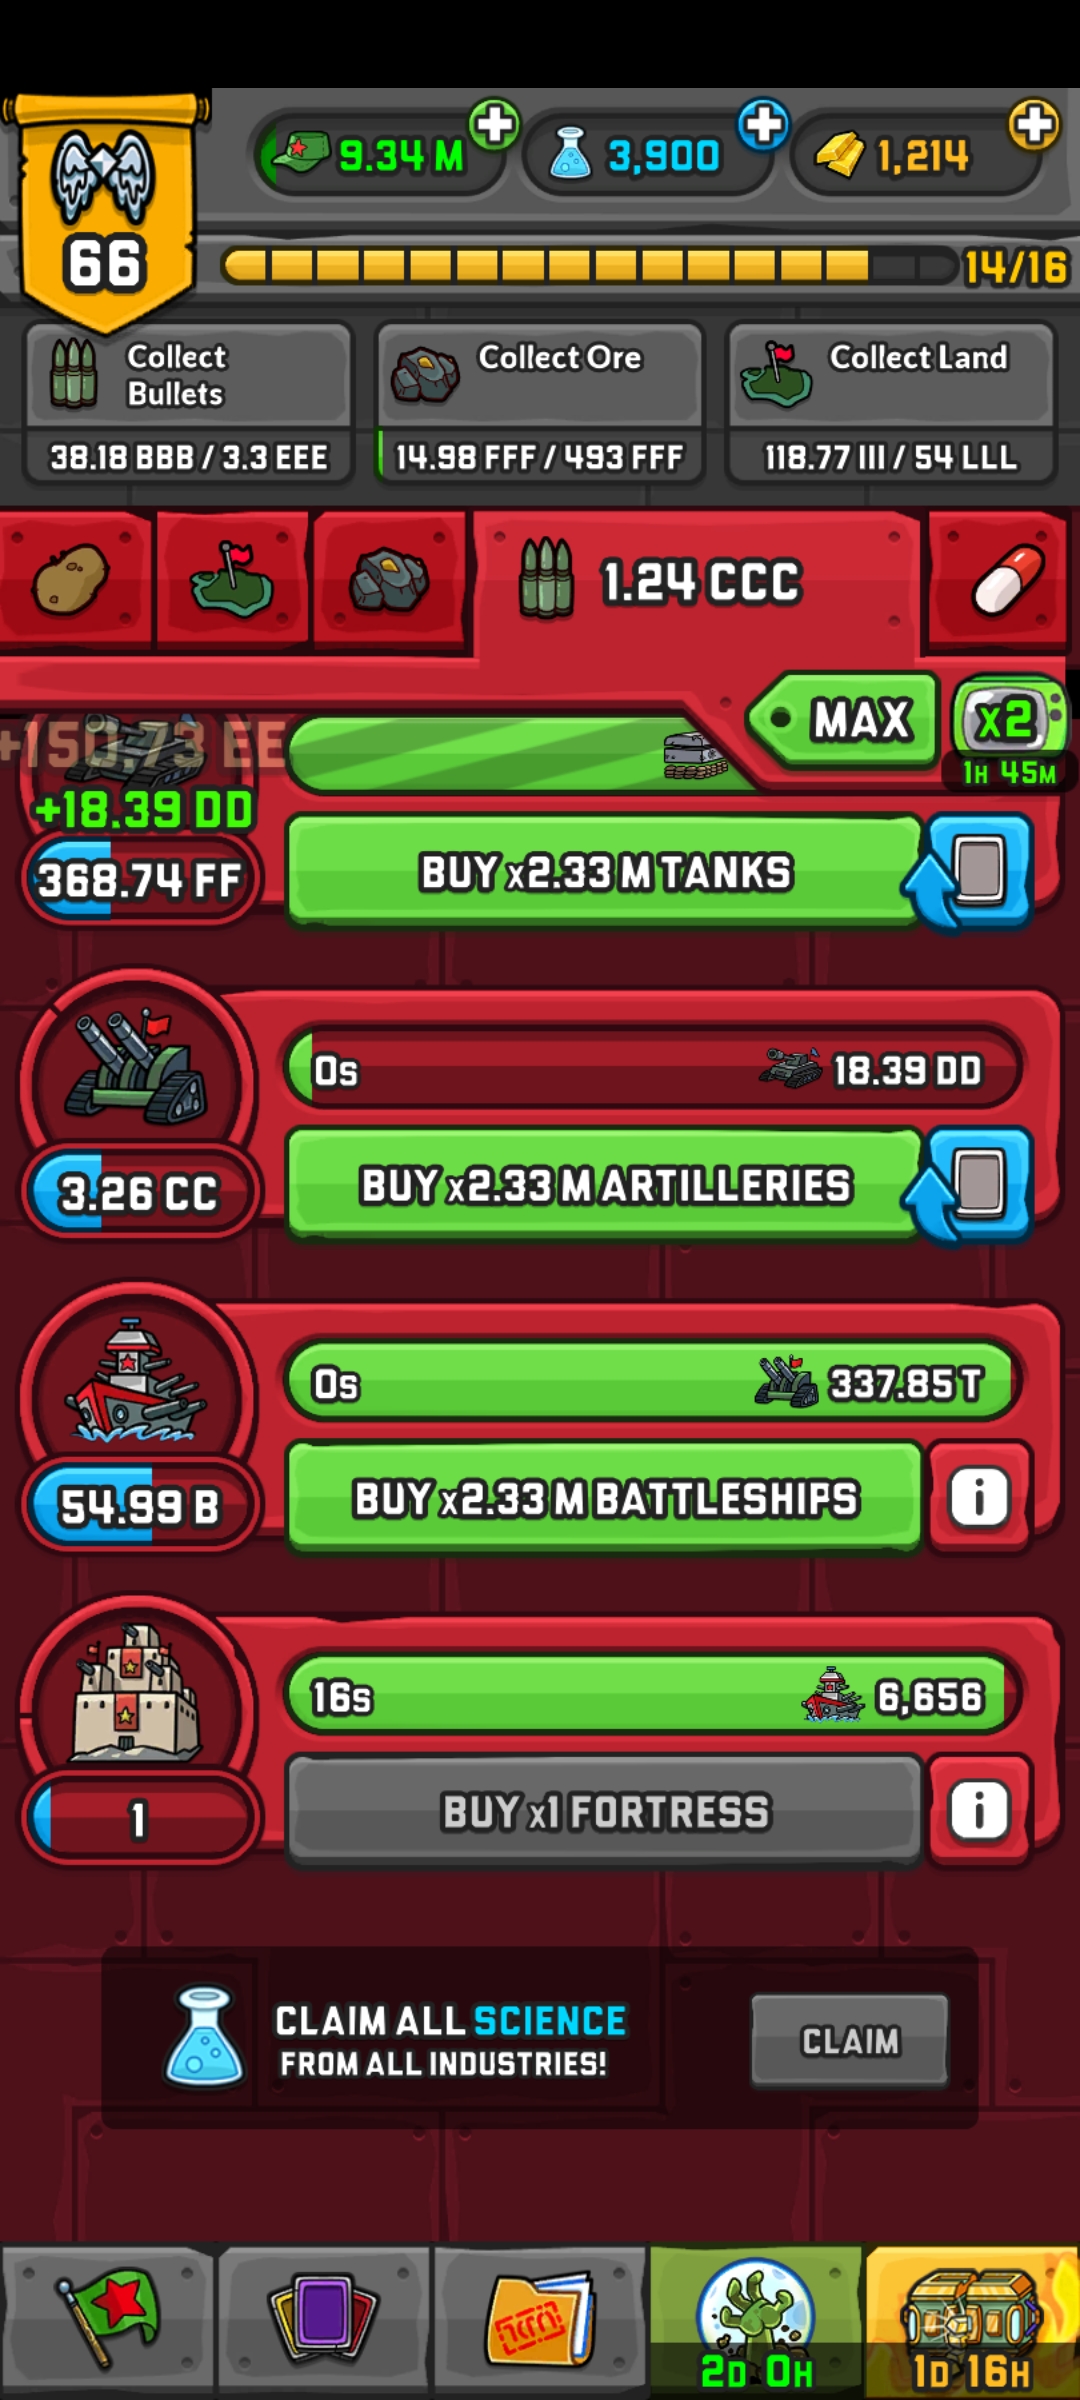 9.34 M
3,900
1,214
66
14/16
Collect
Bullets
Collect Ore
Collect Land
38.18 BBB / 3.3 EEE
14.98 FFF / 493 FFF
118.77 III / 54 LLL
1.24 CCC
MAX
x2
1H 45M
+150.73 EE
+18.39 DD
368.74 FF
BUY x2.33 M TANKS
0s
18.39 DD
3.26 CC
BUY x2.33 M ARTILLERIES
0s
337.85 T
54.99 B
BUY x2.33 M BATTLESHIPS
i
16s
6,656
1
BUY x1 FORTRESS
i
CLAIM ALL SCIENCE
FROM ALL INDUSTRIES!
CLAIM
2D 0H
1D 16H